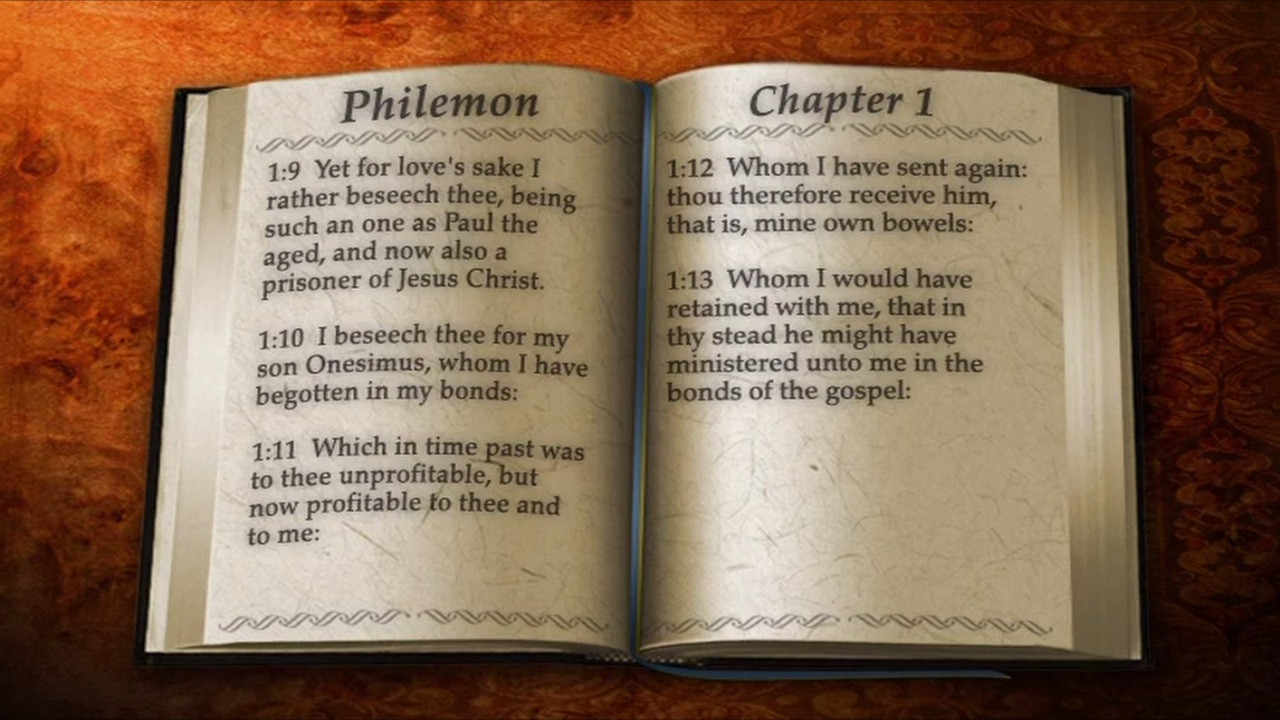 Philemon
1:9 Yet for love's sake I
rather beseech thee, being
such an one as Paul the
aged, and now also a
prisoner of Jesus Christ.
1:10 I beseech thee for my
son Onesimus, whom I have
begotten in my bonds:
1:11 Which in time past was
to thee unprofitable, but
now profitable to thee and
to me:
Chapter 1
1:12 Whom I have sent again:
thou therefore receive him,
that is, mine own bowels:
1:13 Whom I would have
retained with me, that in
thy stead he might have
ministered unto me in the
bonds of the gospel: